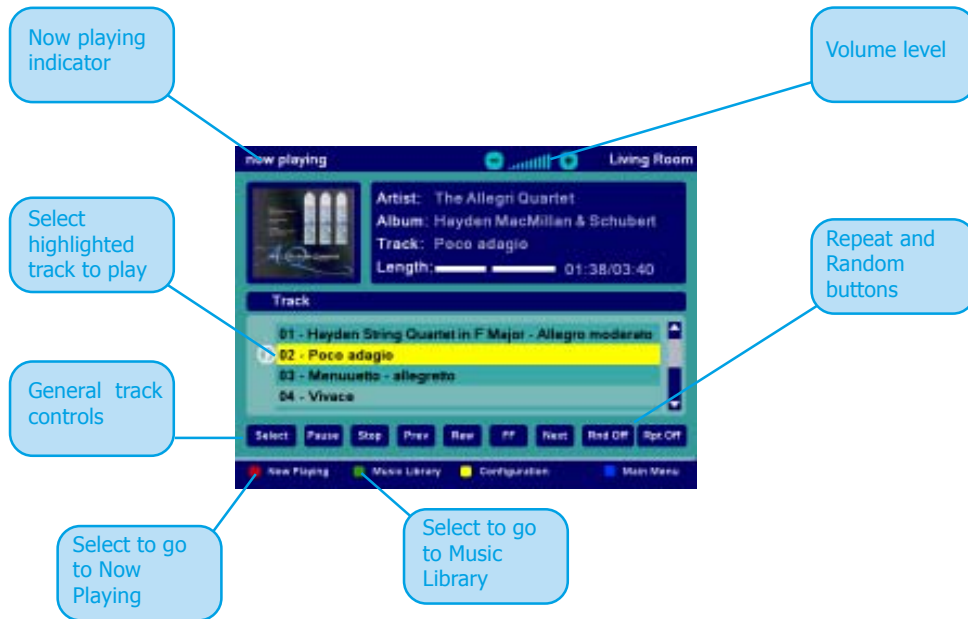 Now playing
indicator
Volume level
now playing
Living Room
Select
highlighted
track to play
Artist: The Allegri Quartet
Album: Hayden MacMillan & Schubert
Track: Poco adagio
Length: 01:38/03:40
Repeat and
Random
buttons
Track
01 - Hayden String Quartet in F Major - Allegro moderato
02 - Poco adagio
03 - Menuuetto - allegretto
04 - Vivace
General track
controls
Select Pause Stop Prev Rew FF Next Rnd Off Rpt Off
Now Playing Music Library Configuration Main Menu
Select to go
to Now
Playing
Select to go
to Music
Library